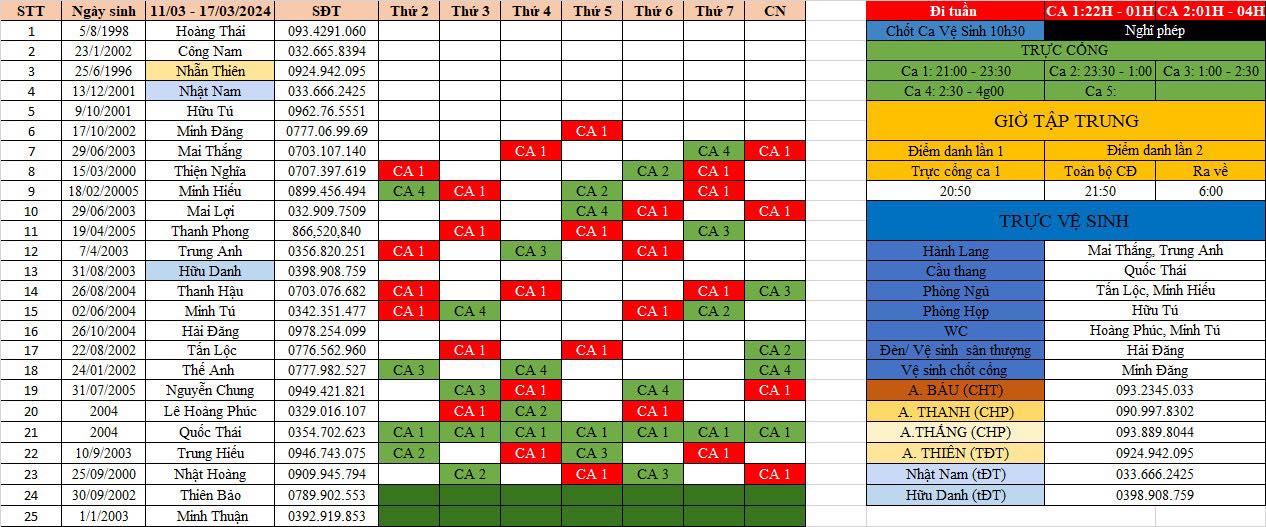 STT Ngày sinh 11/03 - 17/03/2024 SĐT Thứ 2 Thứ 3 Thứ 4 Thứ 5 Thứ 6 Thứ 7 CN Đi tuần CA 1:22H - 01H CA 2:01H - 04H
1 5/8/1998 Hoàng Thái 093.4291.060 Chốt Ca Vệ Sinh 10h30 Nghĩ phép
2 23/1/2002 Công Nam 032.665.8394 TRỰC CỔNG
3 25/6/1996 Nhẫn Thiên 0924.942.095 Ca 1: 21:00 - 23:30 Ca 2: 23:30 - 1:00 Ca 3: 1:00 - 2:30
4 13/12/2001 Nhật Nam 033.666.2425 Ca 4: 2:30 - 4g00 Ca 5:
5 9/10/2001 Hữu Tú 0962.76.5551 GIỜ TẬP TRUNG
6 17/10/2002 Minh Đăng 0777.06.99.69 CA 1
7 29/06/2003 Mai Thắng 0703.107.140 CA 1 CA 4 CA 1 Điểm danh lần 1 Điểm danh lần 2
8 15/03/2000 Thiện Nghĩa 0707.397.619 CA 1 CA 2 CA 1 Trực cổng ca 1 Toàn bộ CĐ Ra về
9 18/02/20005 Minh Hiếu 0899.456.494 CA 4 CA 1 CA 2 CA 1 20:50 21:50 6:00
10 29/06/2003 Mai Lợi 032.909.7509 CA 4 CA 1 CA 1 TRỰC VỆ SINH
11 19/04/2005 Thanh Phong 866,520,840 CA 1 CA 1 CA 3
12 7/4/2003 Trung Anh 0356.820.251 CA 1 CA 3 CA 1 Hành Lang Mai Thắng, Trung Anh
13 31/08/2003 Hữu Danh 0398.908.759 Cầu thang Quốc Thái
14 26/08/2004 Thanh Hậu 0703.076.682 CA 1 CA 1 CA 1 CA 3 Phòng Ngủ Tấn Lộc, Minh Hiếu
15 02/06/2004 Minh Tú 0342.351.477 CA 1 CA 4 CA 1 CA 2 Phòng Họp Hữu Tú
16 26/10/2004 Hải Đăng 0978.254.099 WC Hoàng Phúc, Minh Tú
17 22/08/2002 Tấn Lộc 0776.562.960 CA 1 CA 1 CA 2 Đèn/ Vệ sinh sân thượng Hải Đăng
18 24/01/2002 Thế Anh 0777.982.527 CA 3 CA 4 CA 4 Vệ sinh chốt cổng Minh Đăng
19 31/07/2005 Nguyễn Chung 0949.421.821 CA 3 CA 1 CA 4 CA 1 A. BÁU (CHT) 093.2345.033
20 2004 Lê Hoàng Phúc 0329.016.107 CA 1 CA 2 CA 1 A. THANH (CHP) 090.997.8302
21 2004 Quốc Thái 0354.702.623 CA 1 CA 1 CA 1 CA 1 CA 1 CA 1 CA 1 A.THẮNG (CHP) 093.889.8044
22 10/9/2003 Trung Hiếu 0946.743.075 CA 2 CA 1 CA 3 CA 1 A. THIÊN (TĐT) 0924.942.095
23 25/09/2000 Nhật Hoàng 0909.945.794 CA 2 CA 1 CA 3 CA 1 Nhật Nam (tĐT) 033.666.2425
24 30/09/2002 Thiên Bảo 0789.902.553 Hữu Danh (tĐT) 0398.908.759
25 1/1/2003 Minh Thuận 0392.919.853